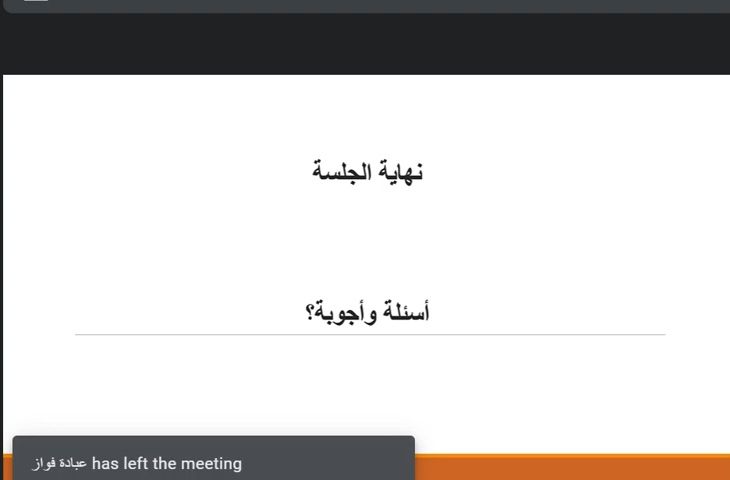 نهاية الجلسة
أسئلة وأجوبة؟
عبادة فواز has left the meeting